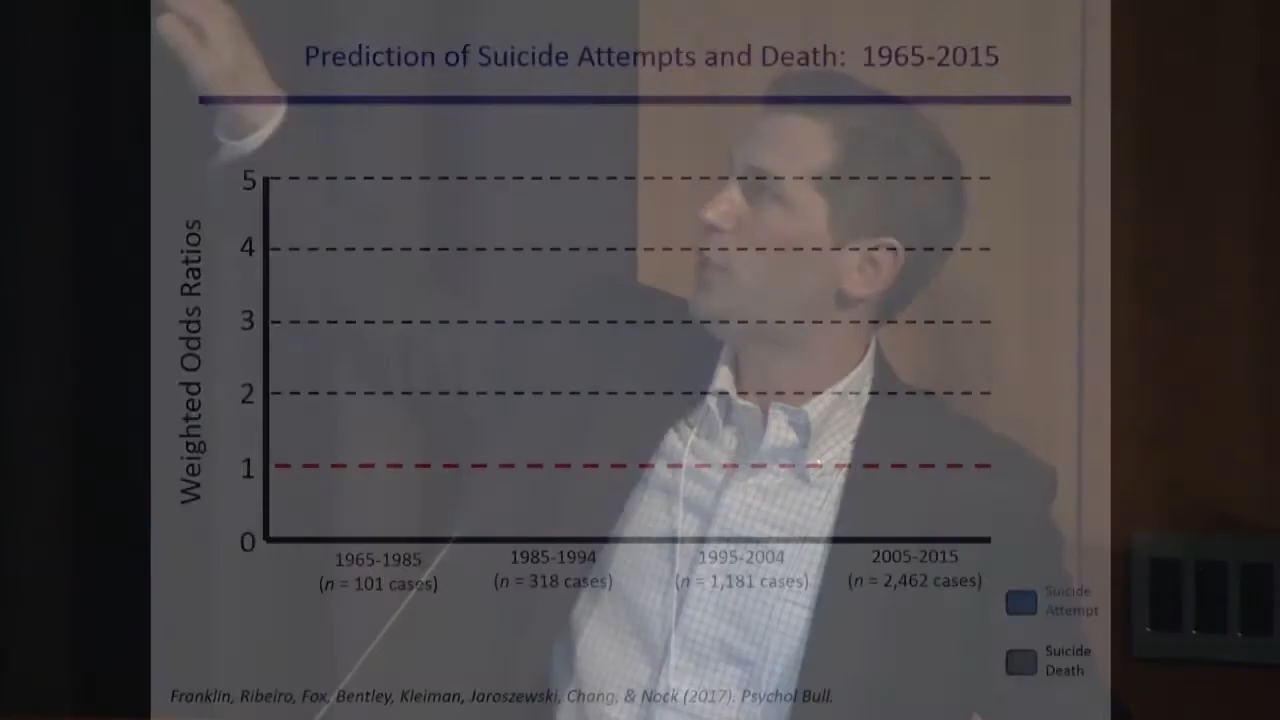 Prediction of Suicide Attempts and Death: 1965-2015
Weighted Odds Ratios
5
4
3
2
1
0
1965-1985
(n = 101 cases)
1985-1994
(n = 318 cases)
1995-2004
(n = 1,181 cases)
2005-2015
(n = 2,462 cases)
Suicide
Attempt
Suicide
Death
Franklin, Ribeiro, Fox, Bentley, Kleiman, Jaroszewski, Chang, & Nock (2017). Psychol Bull.